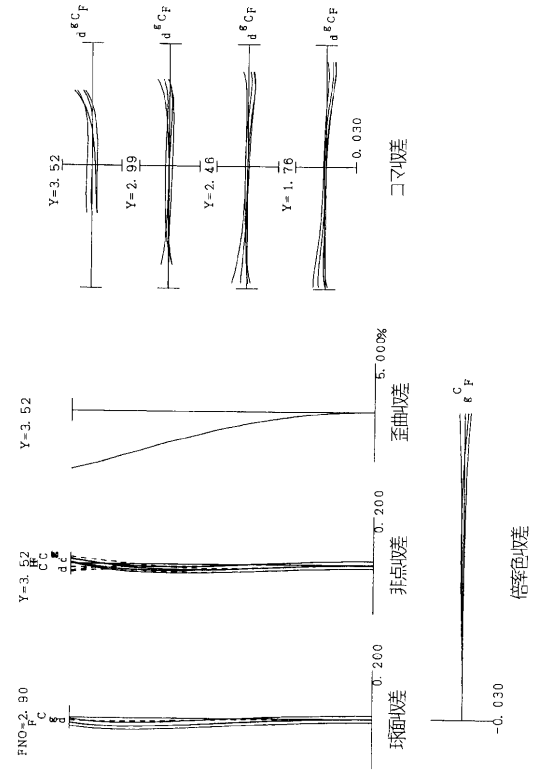 FNO=2.90
F C
g
d
0.200
球面収差
Y=3.52
C C
d d
0.200
非点収差
Y=3.52
5.000%
歪曲収差
Y=3.52
d g C F
Y=2.99
d g C F
Y=2.46
d g C F
Y=1.76
d g C F
0.030
コマ収差
g C F
-0.030
倍率色収差